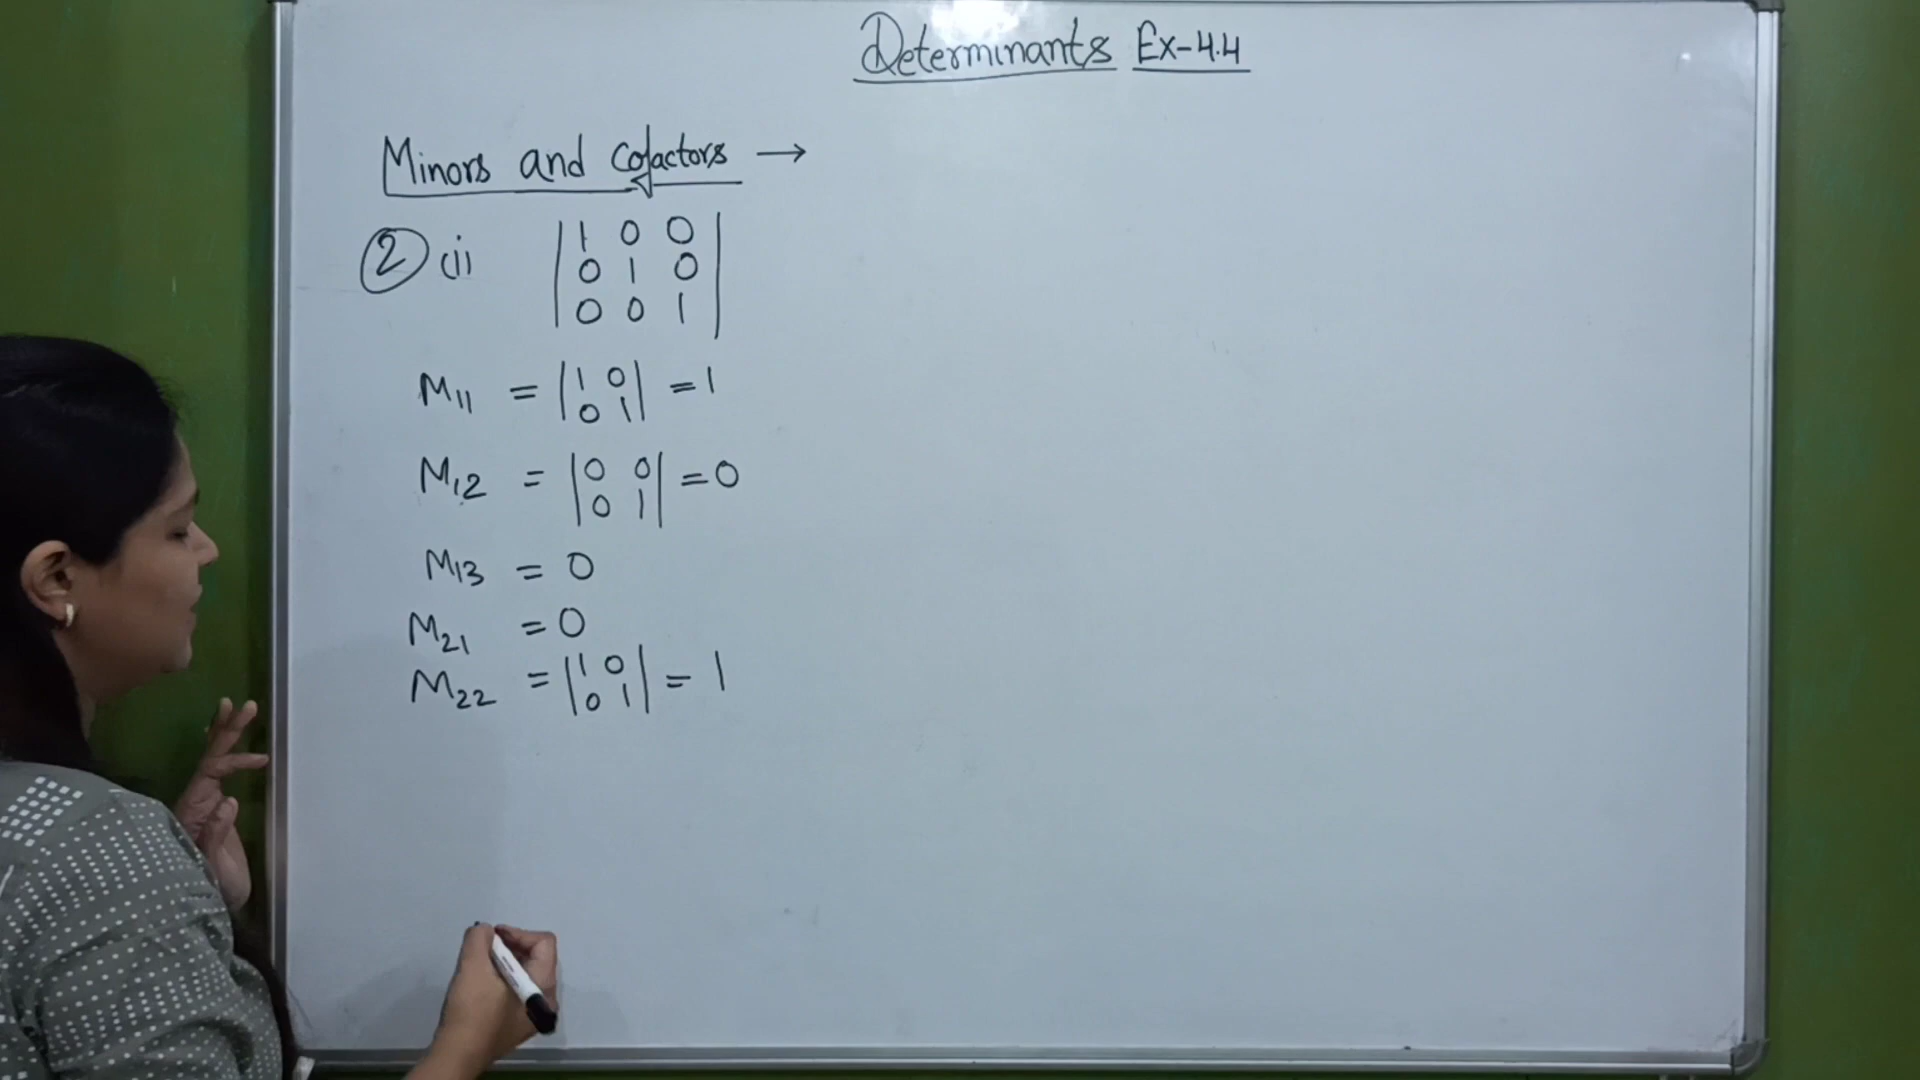 Determinants Ex-4.4
Minors and Cofactors →
2 (i) | 1 0 0 |
| 0 1 0 |
| 0 0 1 |
M11 = | 1 0 | = 1
| 0 1 |
M12 = | 0 0 | = 0
| 0 1 |
M13 = 0
M21 = 0
M22 = | 1 0 | = 1
| 0 1 |